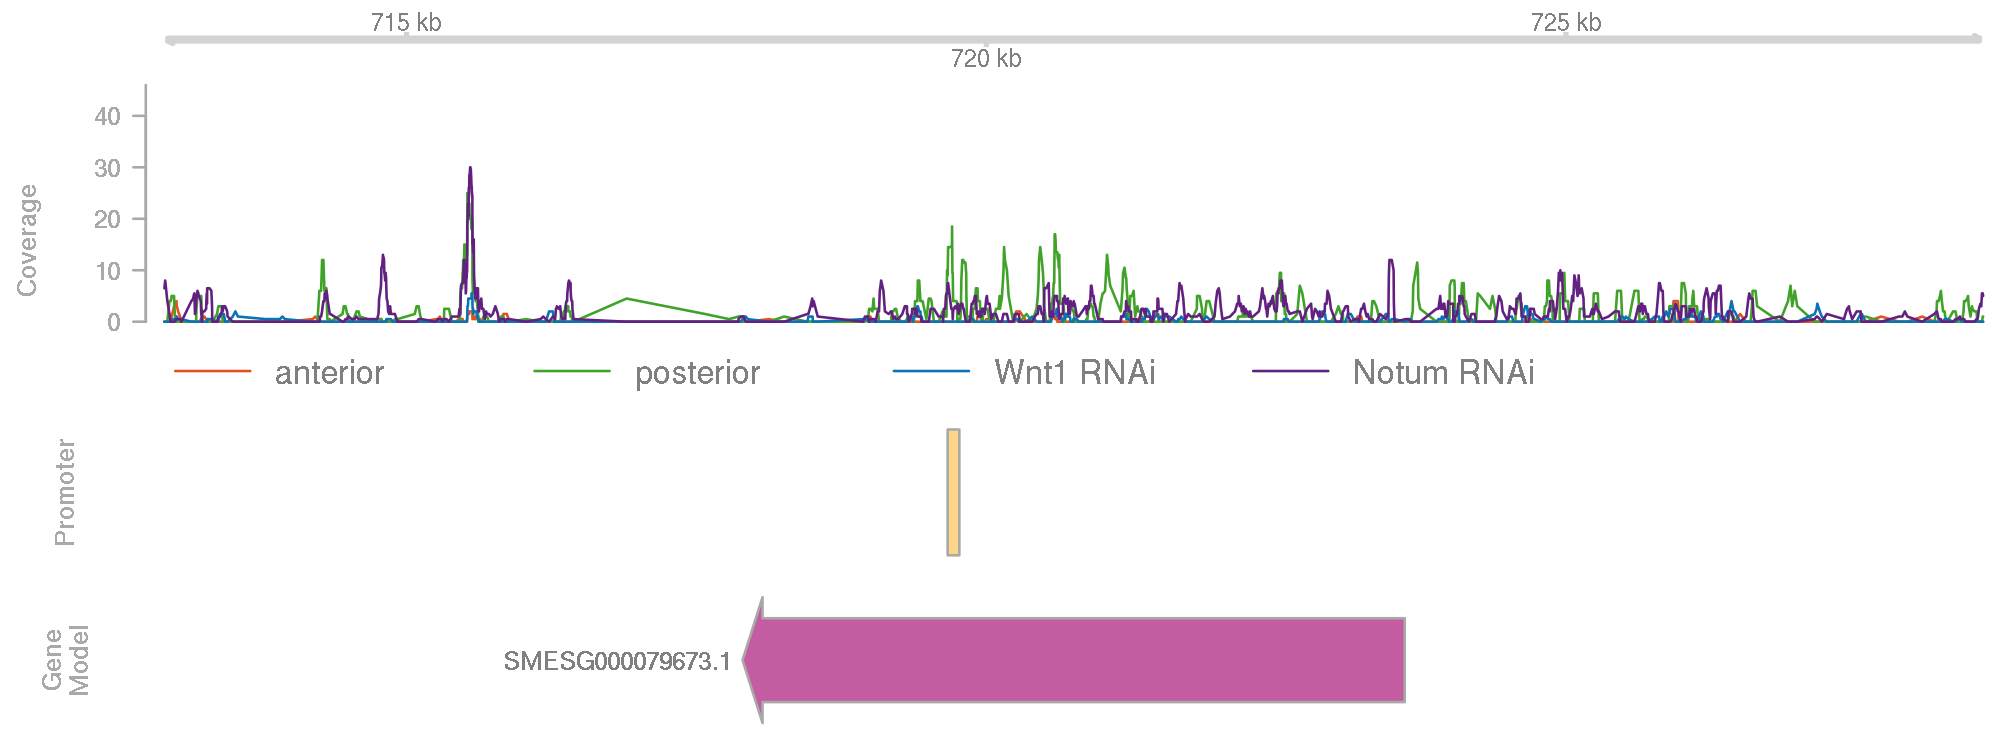 715 kb
725 kb
720 kb
40
30
20
10
0
Coverage
anterior
posterior
Wnt1 RNAi
Notum RNAi
Promoter
Gene
Model
SMESG000079673.1